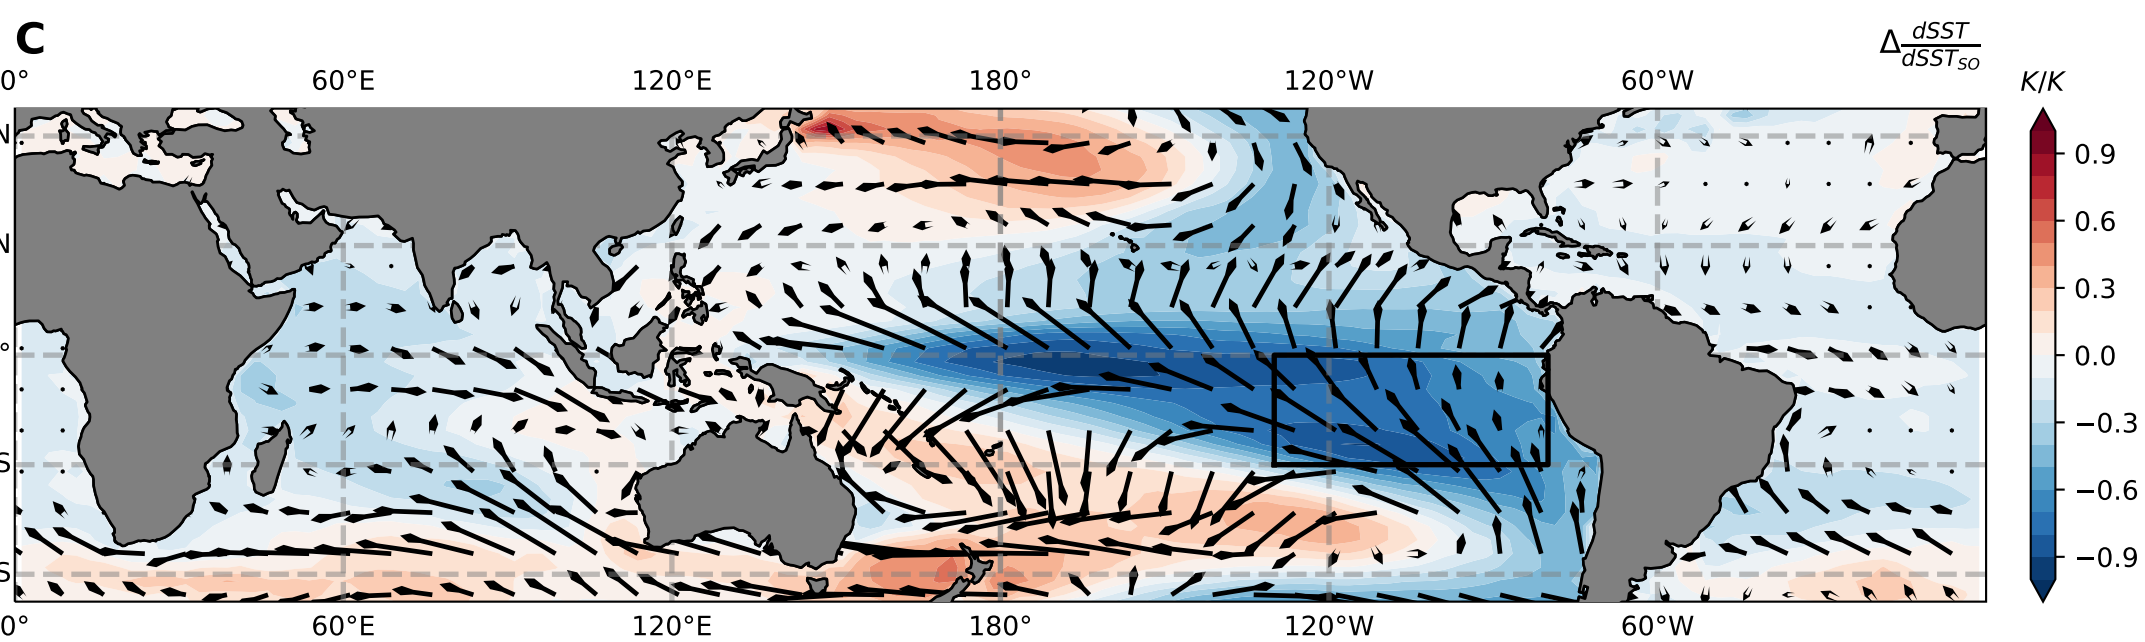 C
Δ dSST/dSST_SO
0° 60°E 120°E 180° 120°W 60°W
K/K
N
0.9
0.6
N
0.3
°
0.0
−0.3
S
−0.6
−0.9
S
0° 60°E 120°E 180° 120°W 60°W